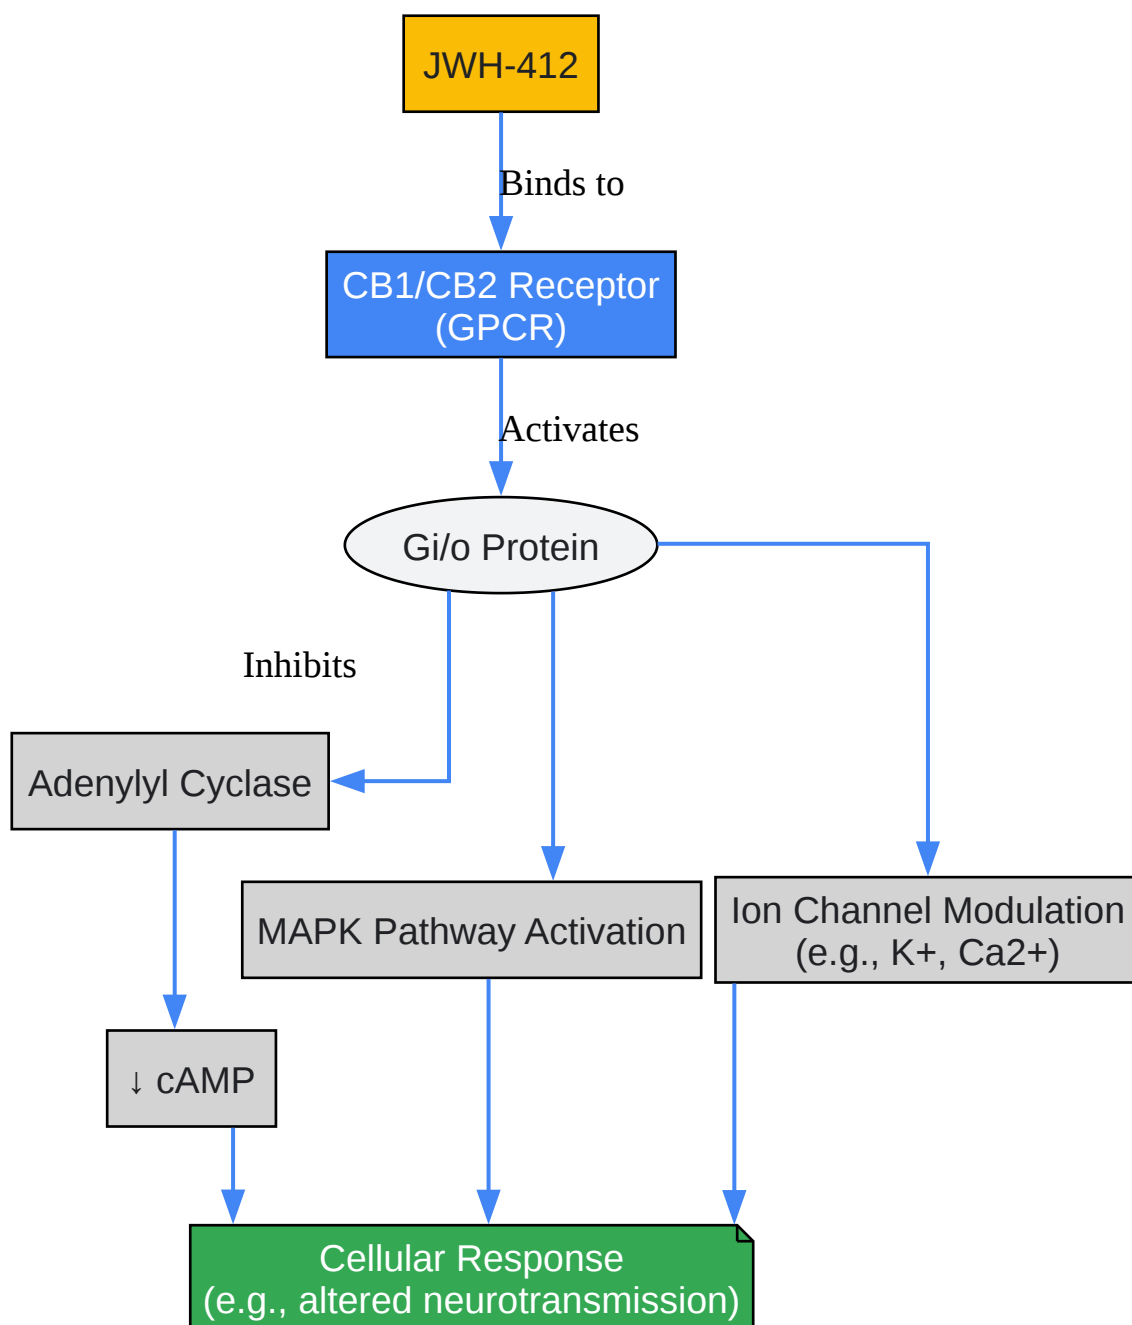 JWH-412
Binds to
CB1/CB2 Receptor
(GPCR)
Activates
Gi/o Protein
Inhibits
Adenylyl Cyclase
MAPK Pathway Activation
Ion Channel Modulation
(e.g., K+, Ca2+)
↓ cAMP
Cellular Response
(e.g., altered neurotransmission)